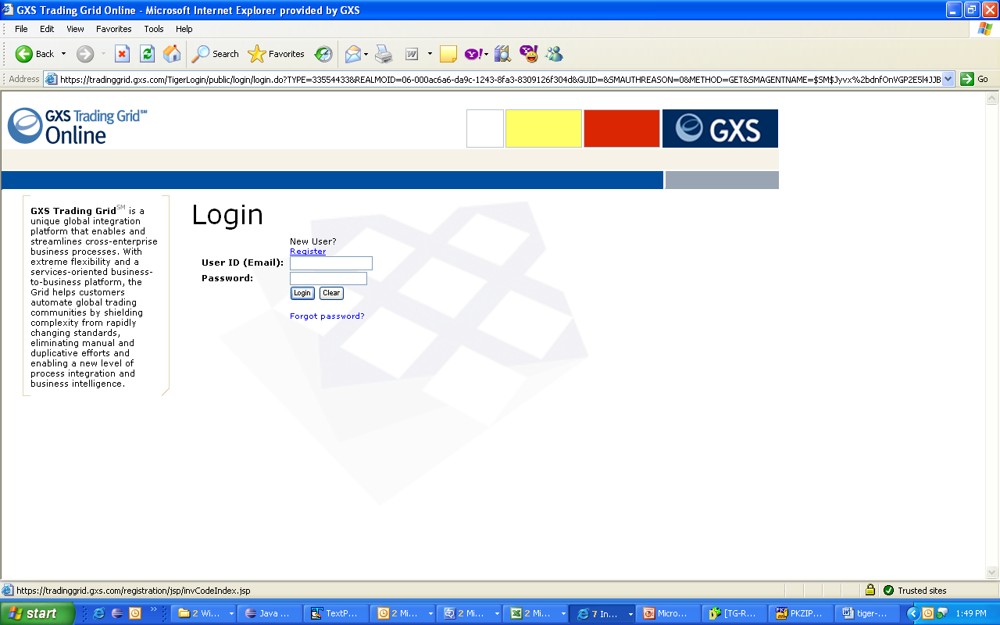 GXS Trading Grid Online - Microsoft Internet Explorer provided by GXS
File Edit View Favorites Tools Help
Back Search Favorites
Address https://tradinggrid.gxs.com/TigerLogin/public/login/login.do?TYPE=33554433&REALMOID=06-000ac6a6-da9c-1243-8fa3-8309126f304d&GUID=&SMAUTHREASON=0&METHOD=GET&SMAGENTNAME=$SM$Jyvx%2bdnfOnVGP2E5l4JJB Go
GXS Trading Grid℠
Online
GXS
GXS Trading Grid℠ is a
unique global integration
platform that enables and
streamlines cross-enterprise
business processes. With
extreme flexibility and a
services-oriented business-
to-business platform, the
Grid helps customers
automate global trading
communities by shielding
complexity from rapidly
changing standards,
eliminating manual and
duplicative efforts and
enabling a new level of
process integration and
business intelligence.
Login
New User?
Register
User ID (Email):
Password:
Login Clear
Forgot password?
https://tradinggrid.gxs.com/registration/jsp/invCodeIndex.jsp Trusted sites
start 2 Wi... Java ... TextP... 2 Mi... 2 Mi... 2 Mi... 7 In... Micro... [TG-R... PKZIP... tiger-... 1:49 PM